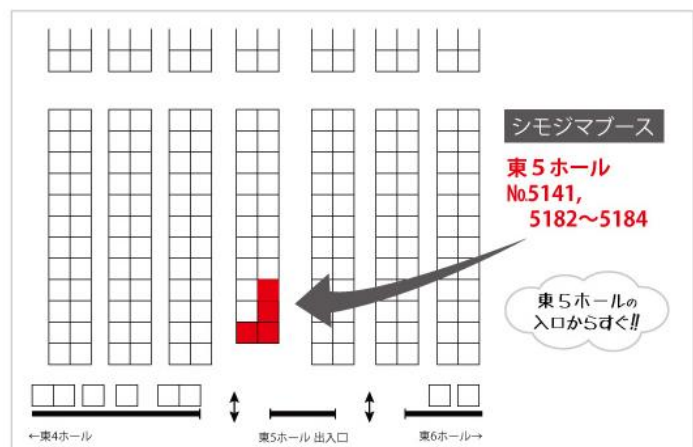 シモジマブース
東5ホール
No.5141,
5182～5184
東5ホールの
入口からすぐ!!
←東4ホール
東5ホール 出入口
東6ホール→